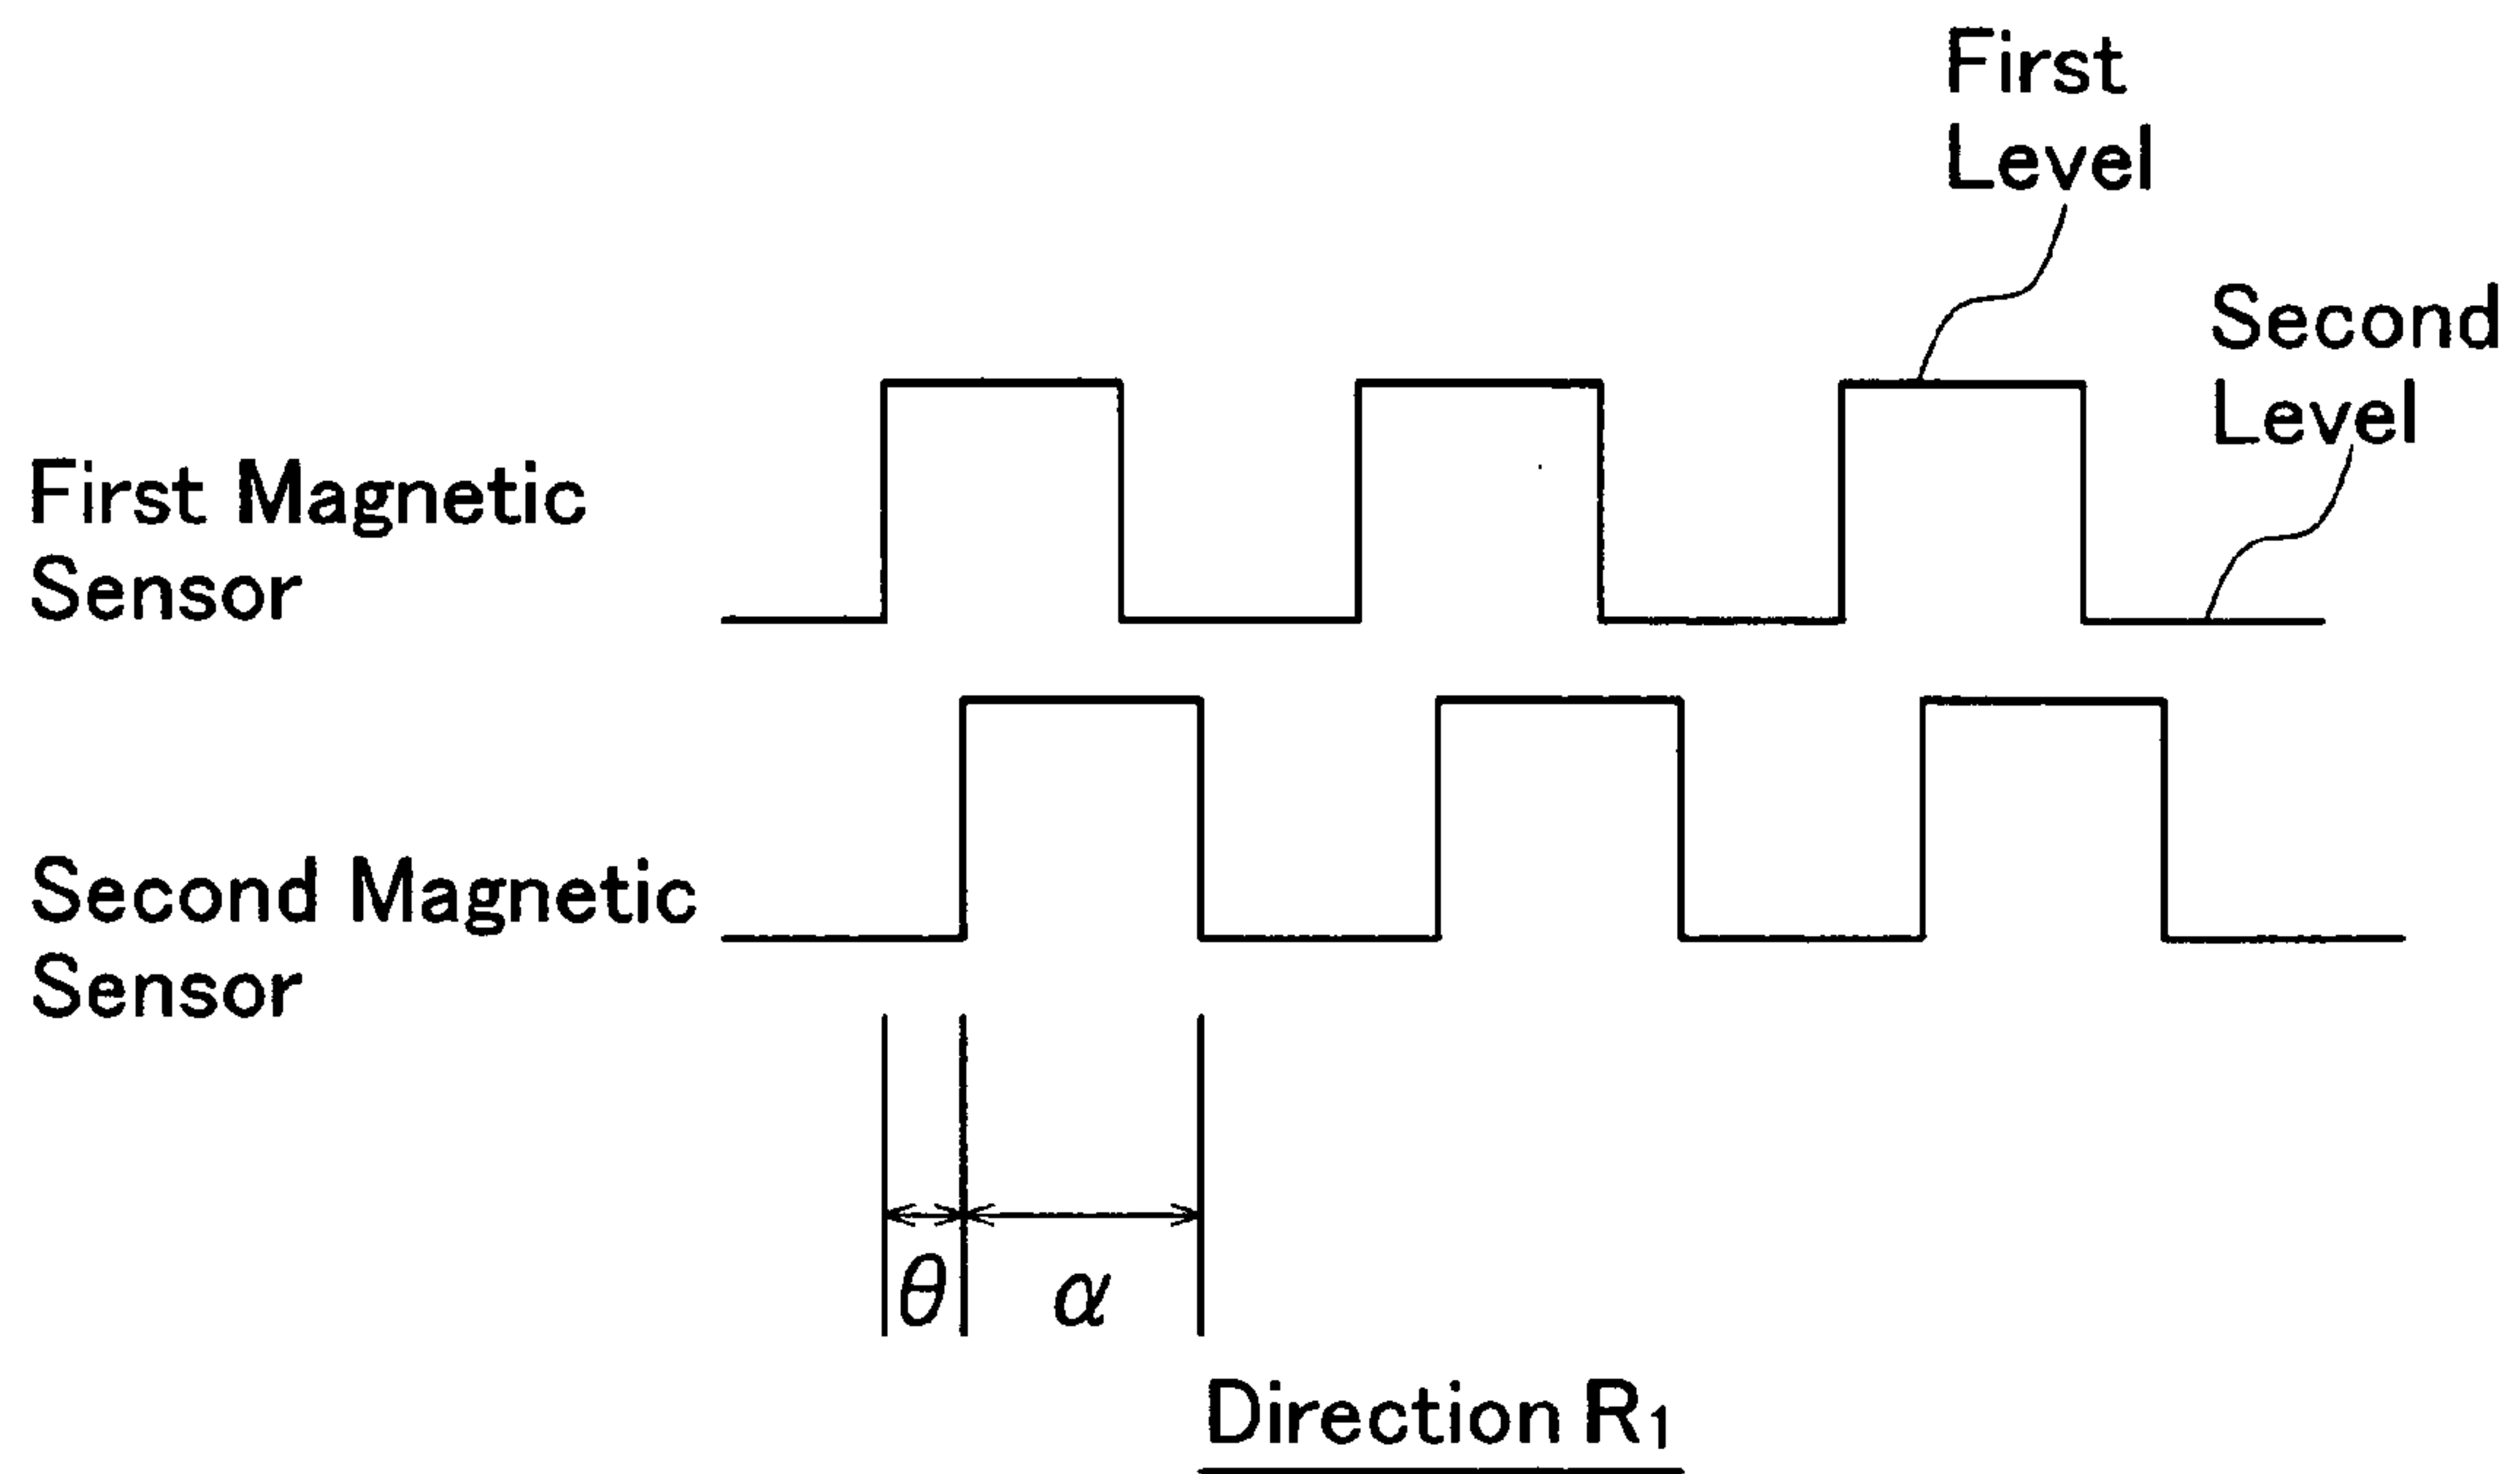 First
Level
Second
Level
First Magnetic
Sensor
Second Magnetic
Sensor
θ
α
Direction R₁